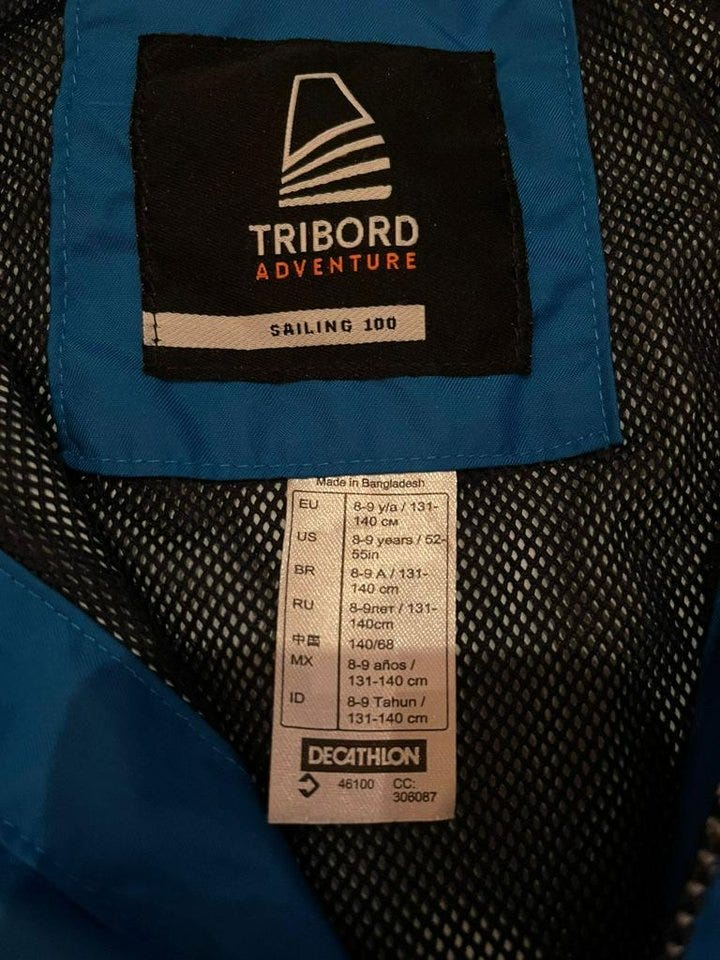 TRIBORD
ADVENTURE
SAILING 100
Made in Bangladesh
EU 8-9 y/a / 131-
140 см
US 8-9 years / 52-
55in
BR 8-9 A / 131-
140 cm
RU 8-9лет / 131-
140cm
中国 140/68
MX 8-9 años /
131-140 cm
ID 8-9 Tahun /
131-140 cm
DECATHLON
46100 CC:
306087